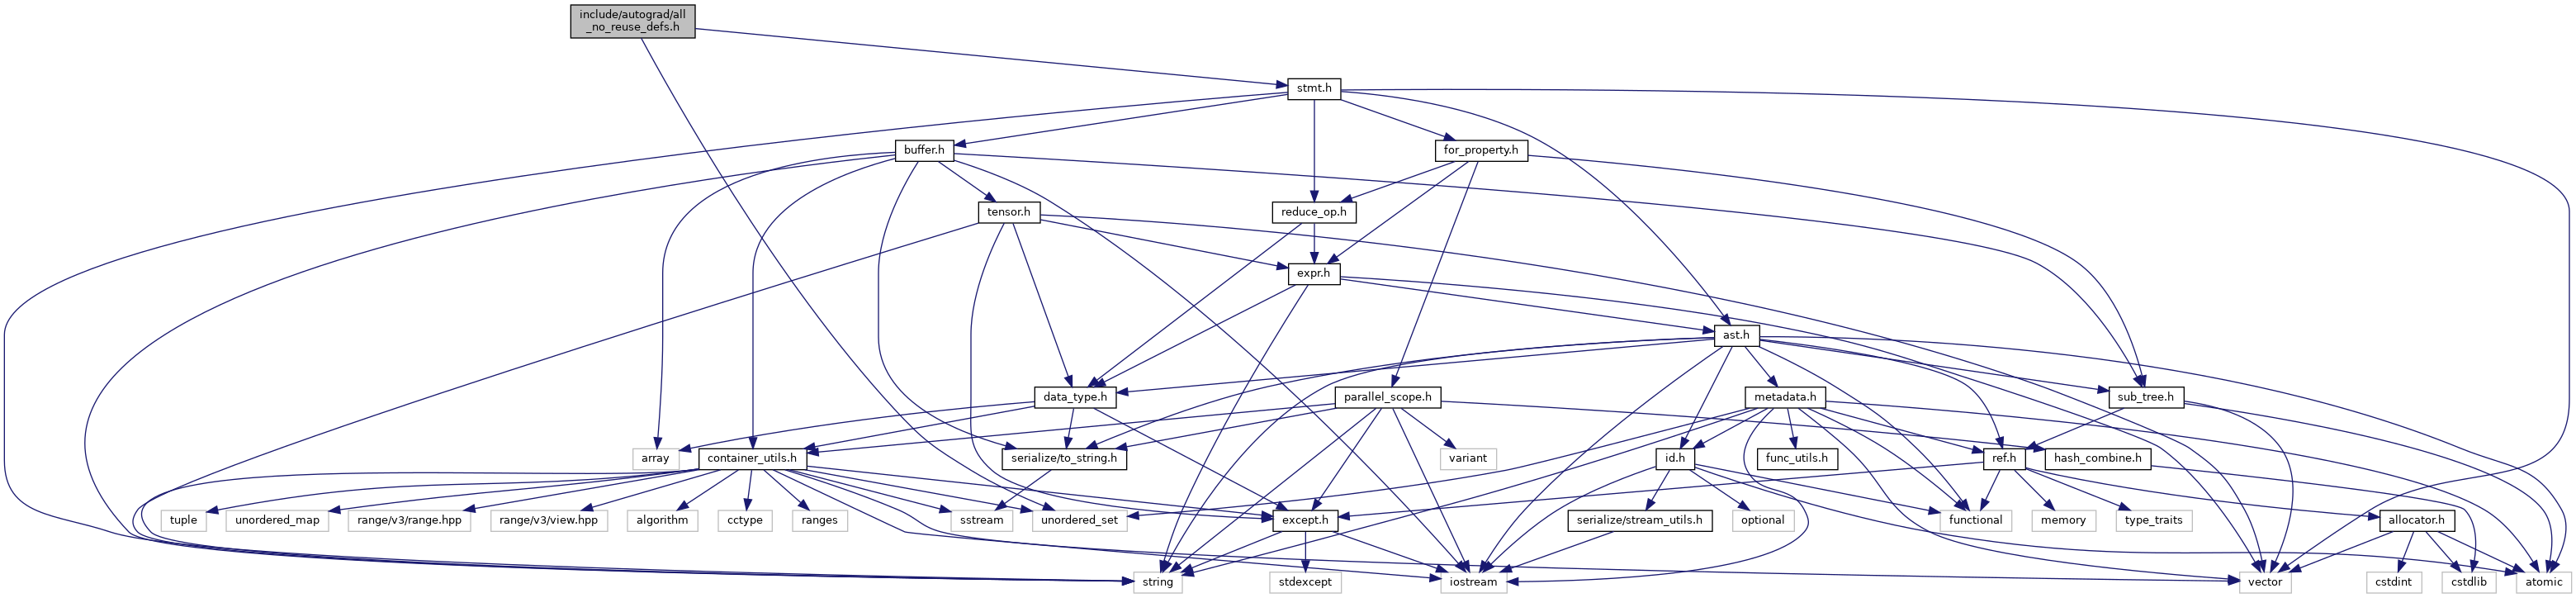 include/autograd/all
_no_reuse_defs.h
stmt.h
buffer.h
for_property.h
tensor.h
reduce_op.h
expr.h
ast.h
data_type.h
parallel_scope.h
metadata.h
sub_tree.h
array
container_utils.h
serialize/to_string.h
variant
func_utils.h
id.h
ref.h
hash_combine.h
tuple
unordered_map
range/v3/range.hpp
range/v3/view.hpp
algorithm
cctype
ranges
sstream
unordered_set
except.h
serialize/stream_utils.h
optional
functional
memory
type_traits
allocator.h
string
stdexcept
iostream
vector
cstdint
cstdlib
atomic